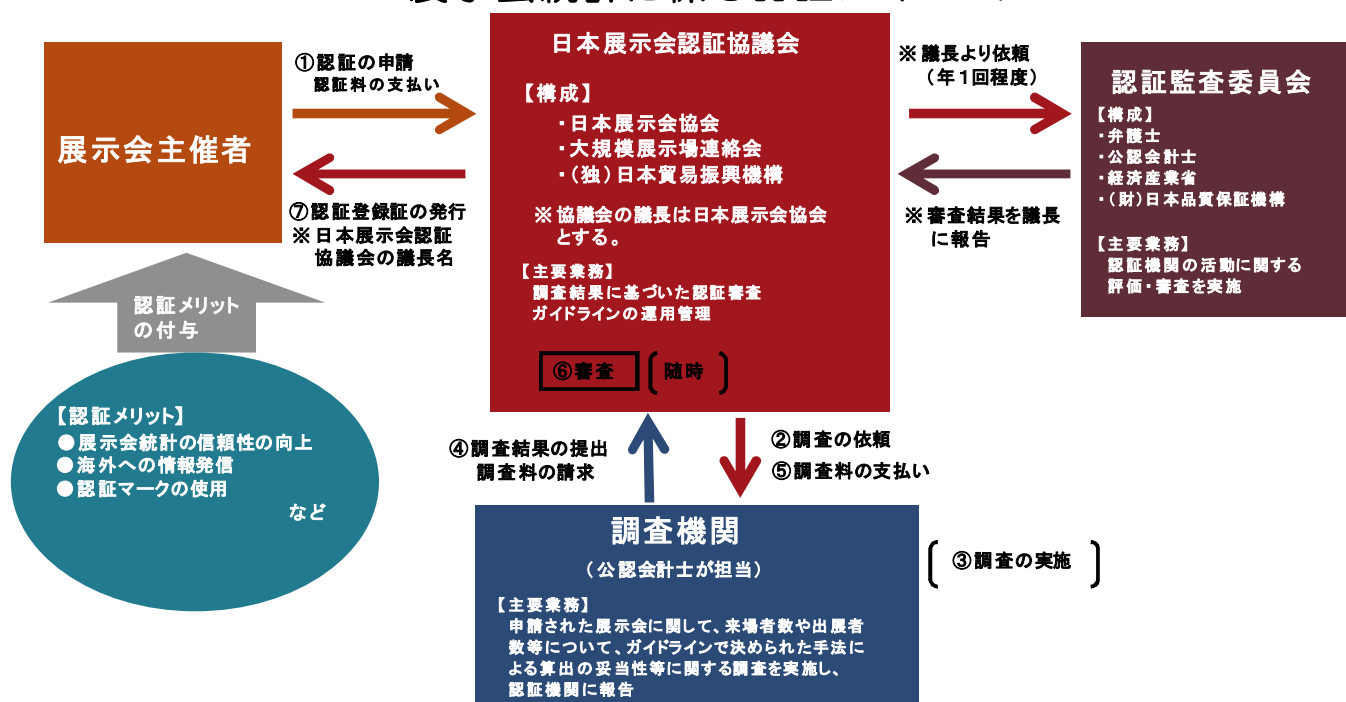 展示会主催者
①認証の申請
認証料の支払い
⑦認証登録証の発行
※日本展示会認証
協議会の議長名
日本展示会認証協議会
【構成】
・日本展示会協会
・大規模展示場連絡会
・(独)日本貿易振興機構
※協議会の議長は日本展示会協会
とする。
【主要業務】
調査結果に基づいた認証審査
ガイドラインの運用管理
⑥審査
随時
※議長より依頼
(年1回程度)
※審査結果を議長
に報告
認証監査委員会
【構成】
・弁護士
・公認会計士
・経済産業省
・(財)日本品質保証機構
【主要業務】
認証機関の活動に関する
評価・審査を実施
認証メリット
の付与
【認証メリット】
●展示会統計の信頼性の向上
●海外への情報発信
●認証マークの使用
など
④調査結果の提出
調査料の請求
②調査の依頼
⑤調査料の支払い
調査機関
(公認会計士が担当)
【主要業務】
申請された展示会に関して、来場者数や出展者
数等について、ガイドラインで決められた手法に
よる算出の妥当性等に関する調査を実施し、
認証機関に報告
③調査の実施